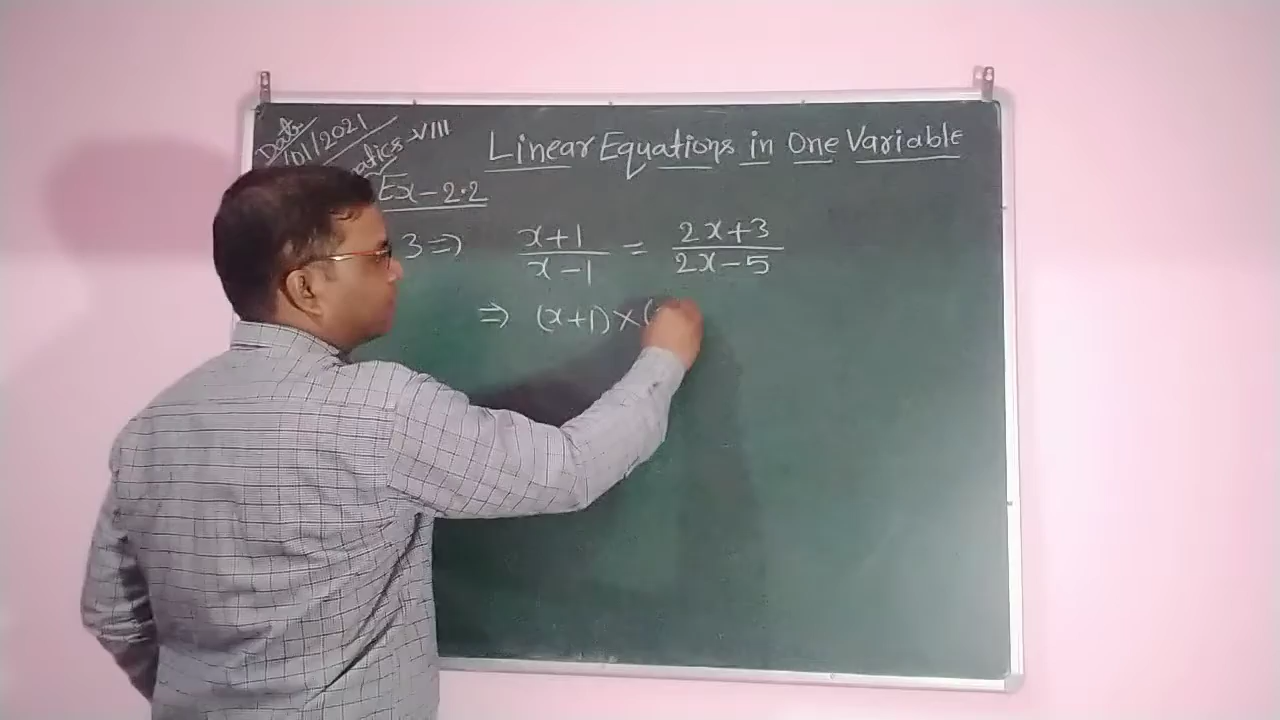 Date
/01/2021
-VIII
Linear Equations in One Variable
Ex-2.2
3⇒ x+1/x-1 = 2x+3/2x-5
⇒ (x+1)×(